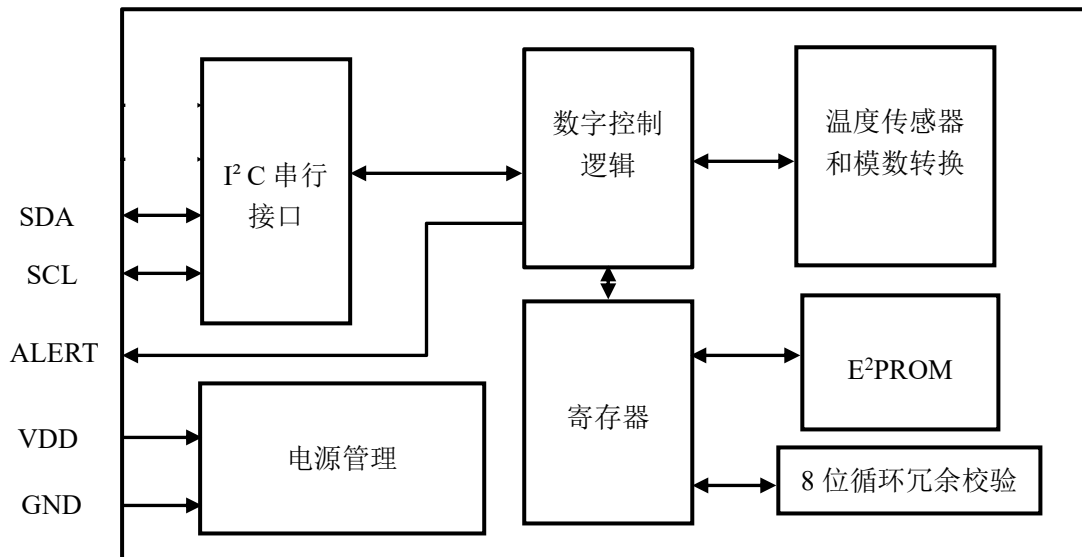 SDA
SCL
ALERT
VDD
GND
I² C 串行
接口
数字控制
逻辑
温度传感器
和模数转换
电源管理
寄存器
E²PROM
8 位循环冗余校验